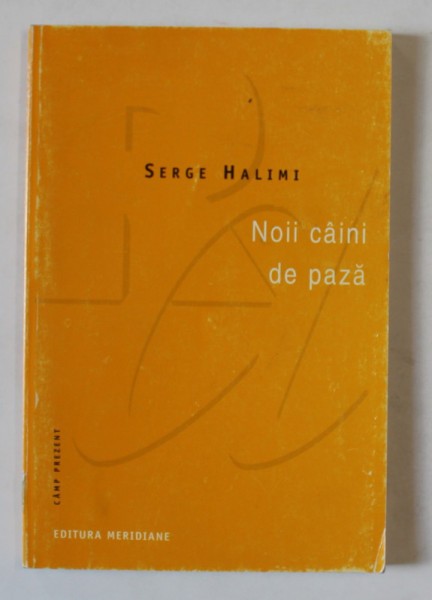 SERGE HALIMI
Noii câini
de pază
CÂMP PREZENT
EDITURA MERIDIANE